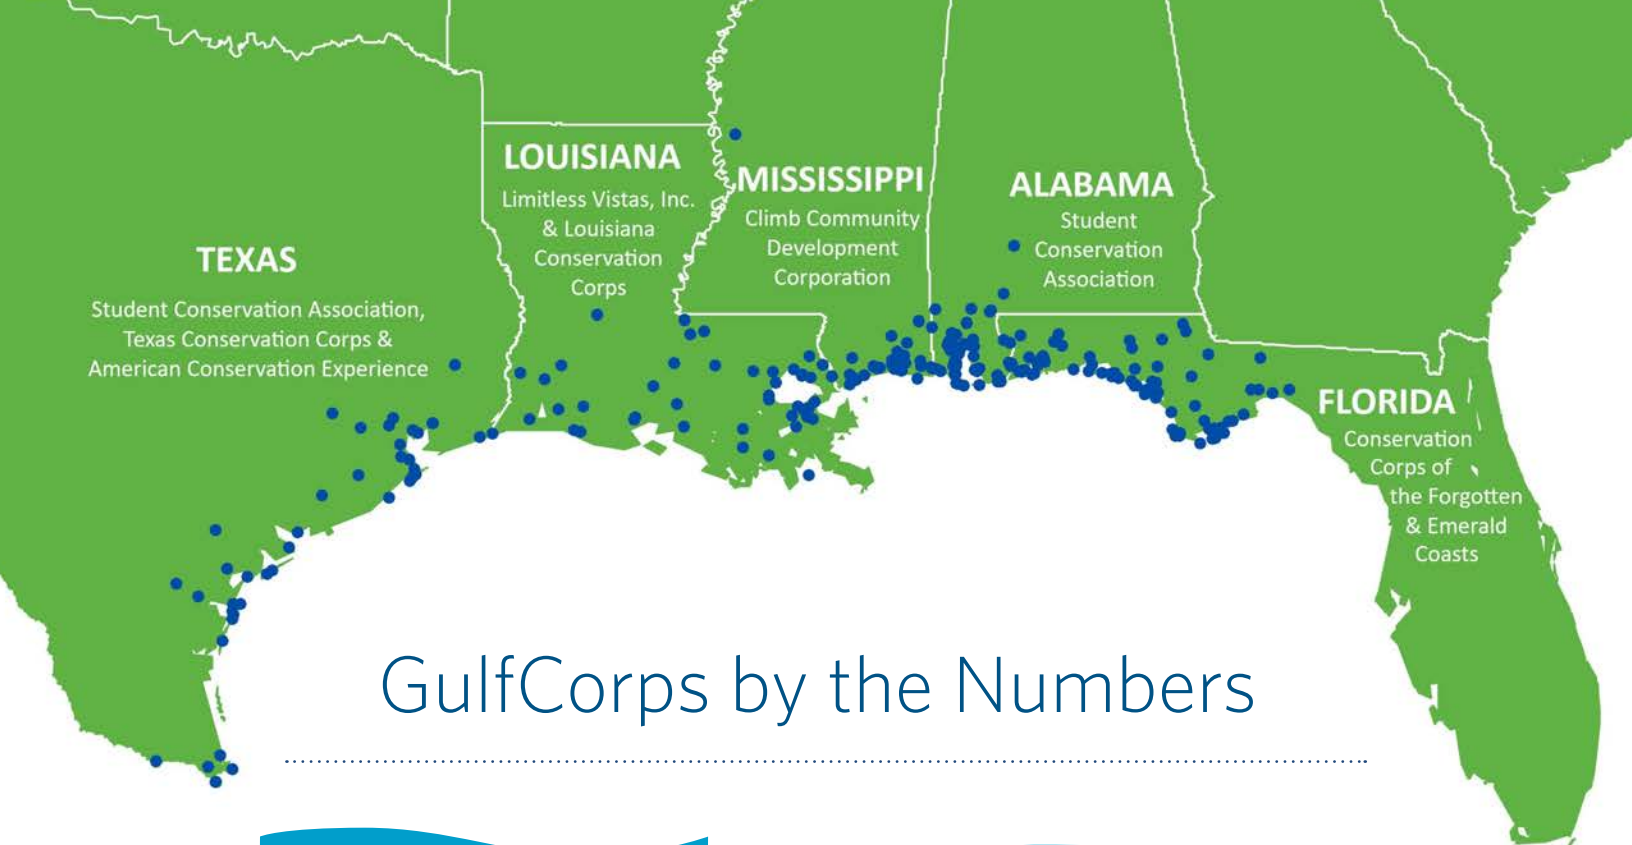 LOUISIANA
Limitless Vistas, Inc.
& Louisiana
Conservation
Corps
MISSISSIPPI
Climb Community
Development
Corporation
ALABAMA
Student
Conservation
Association
TEXAS
Student Conservation Association,
Texas Conservation Corps &
American Conservation Experience
FLORIDA
Conservation
Corps of
the Forgotten
& Emerald
Coasts
GulfCorps by the Numbers